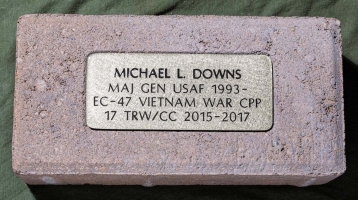 MICHAEL L. DOWNS
MAJ GEN USAF 1993-
EC-47 VIETNAM WAR CPP
17 TRW/CC 2015-2017